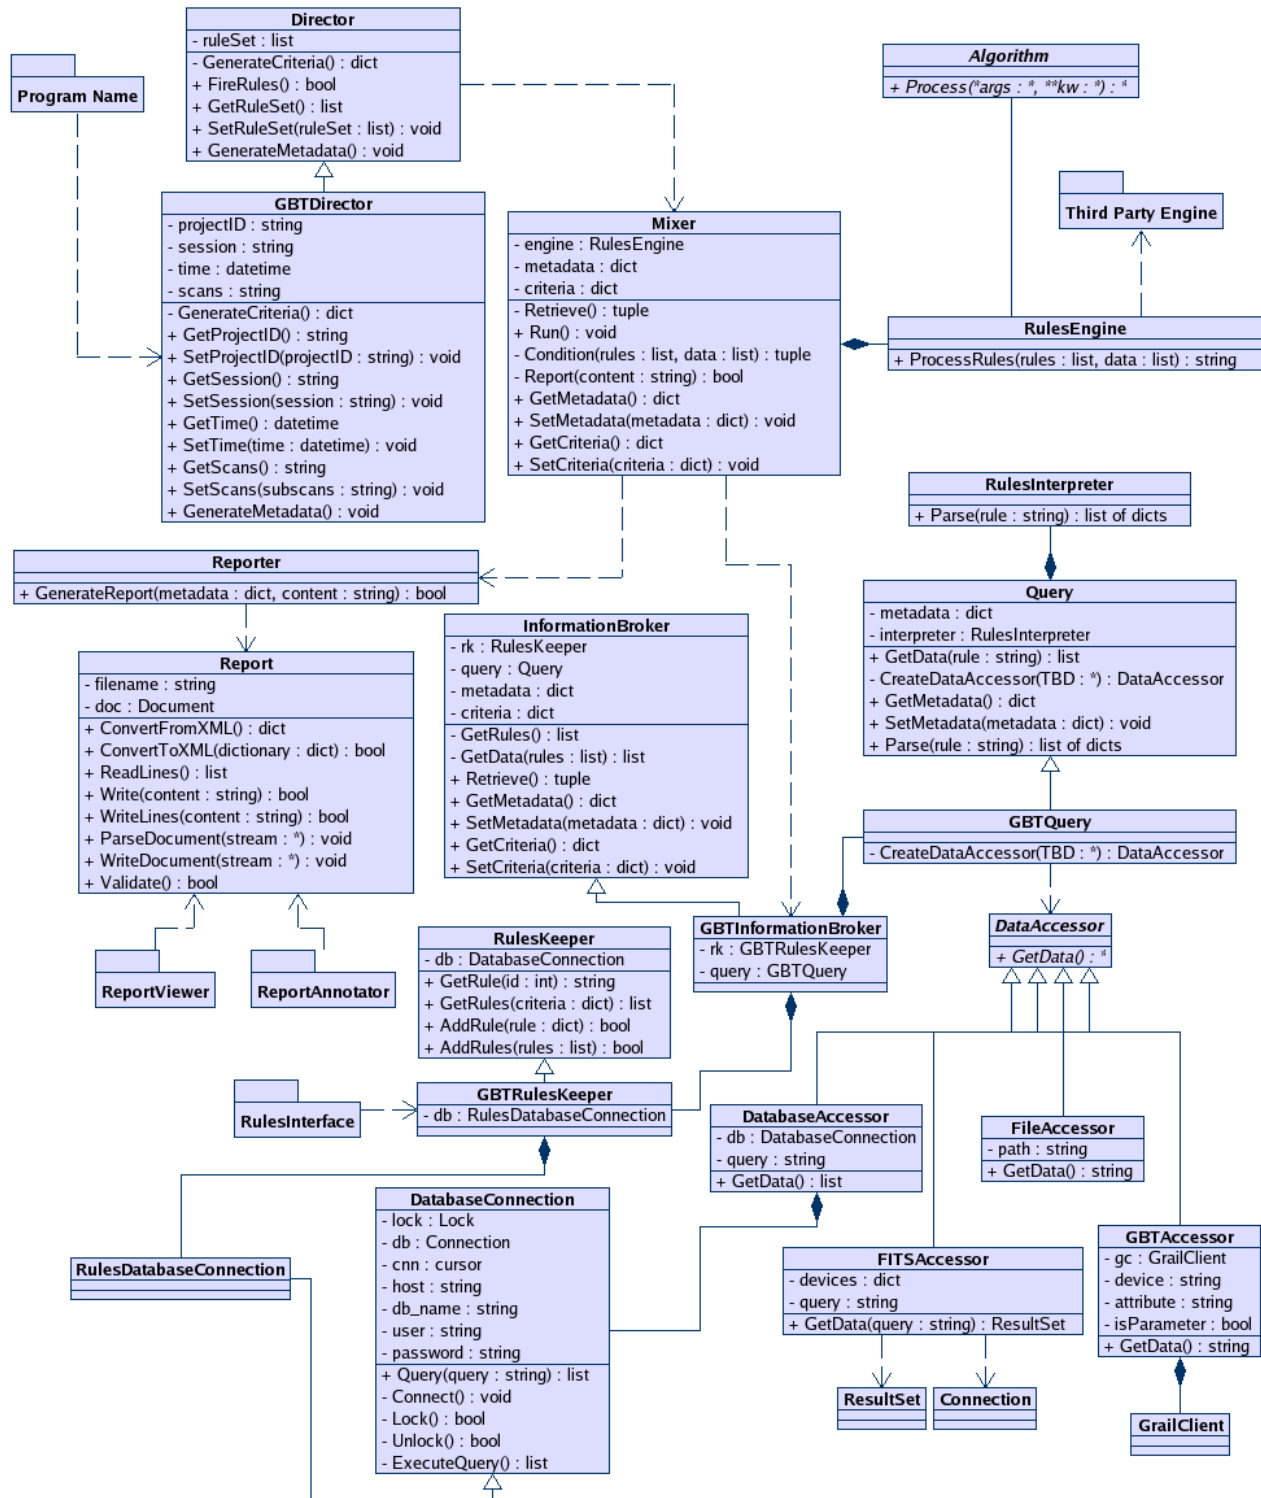 Director
- ruleSet : list
- GenerateCriteria() : dict
+ FireRules() : bool
+ GetRuleSet() : list
+ SetRuleSet(ruleSet : list) : void
+ GenerateMetadata() : void
Program Name
Algorithm
+ Process(*args : *, **kw : *) : *
Third Party Engine
GBTDirector
- projectID : string
- session : string
- time : datetime
- scans : string
- GenerateCriteria() : dict
+ GetProjectID() : string
+ SetProjectID(projectID : string) : void
+ GetSession() : string
+ SetSession(session : string) : void
+ GetTime() : datetime
+ SetTime(time : datetime) : void
+ GetScans() : string
+ SetScans(subscans : string) : void
+ GenerateMetadata() : void
Mixer
- engine : RulesEngine
- metadata : dict
- criteria : dict
- Retrieve() : tuple
+ Run() : void
- Condition(rules : list, data : list) : tuple
- Report(content : string) : bool
+ GetMetadata() : dict
+ SetMetadata(metadata : dict) : void
+ GetCriteria() : dict
+ SetCriteria(criteria : dict) : void
RulesEngine
+ ProcessRules(rules : list, data : list) : string
RulesInterpreter
+ Parse(rule : string) : list of dicts
Reporter
+ GenerateReport(metadata : dict, content : string) : bool
Query
- metadata : dict
- interpreter : RulesInterpreter
+ GetData(rule : string) : list
- CreateDataAccessor(TBD : *) : DataAccessor
+ GetMetadata() : dict
+ SetMetadata(metadata : dict) : void
+ Parse(rule : string) : list of dicts
InformationBroker
- rk : RulesKeeper
- query : Query
- metadata : dict
- criteria : dict
- GetRules() : list
- GetData(rules : list) : list
+ Retrieve() : tuple
+ GetMetadata() : dict
+ SetMetadata(metadata : dict) : void
+ GetCriteria() : dict
+ SetCriteria(criteria : dict) : void
Report
- filename : string
- doc : Document
+ ConvertFromXML() : dict
+ ConvertToXML(dictionary : dict) : bool
+ ReadLines() : list
+ Write(content : string) : bool
+ WriteLines(content : string) : bool
+ ParseDocument(stream : *) : void
+ WriteDocument(stream : *) : void
+ Validate() : bool
GBTQuery
- CreateDataAccessor(TBD : *) : DataAccessor
GBTInformationBroker
- rk : GBTRulesKeeper
- query : GBTQuery
DataAccessor
+ GetData() : *
RulesKeeper
- db : DatabaseConnection
+ GetRule(id : int) : string
+ GetRules(criteria : dict) : list
+ AddRule(rule : dict) : bool
+ AddRules(rules : list) : bool
ReportViewer
ReportAnnotator
RulesInterface
GBTRulesKeeper
- db : RulesDatabaseConnection
DatabaseAccessor
- db : DatabaseConnection
- query : string
+ GetData() : list
FileAccessor
- path : string
+ GetData() : string
DatabaseConnection
- lock : Lock
- db : Connection
- cnn : cursor
- host : string
- db_name : string
- user : string
- password : string
+ Query(query : string) : list
- Connect() : void
- Lock() : bool
- Unlock() : bool
- ExecuteQuery() : list
RulesDatabaseConnection
FITSAccessor
- devices : dict
- query : string
+ GetData(query : string) : ResultSet
GBTAccessor
- gc : GrailClient
- device : string
- attribute : string
- isParameter : bool
+ GetData() : string
ResultSet
Connection
GrailClient